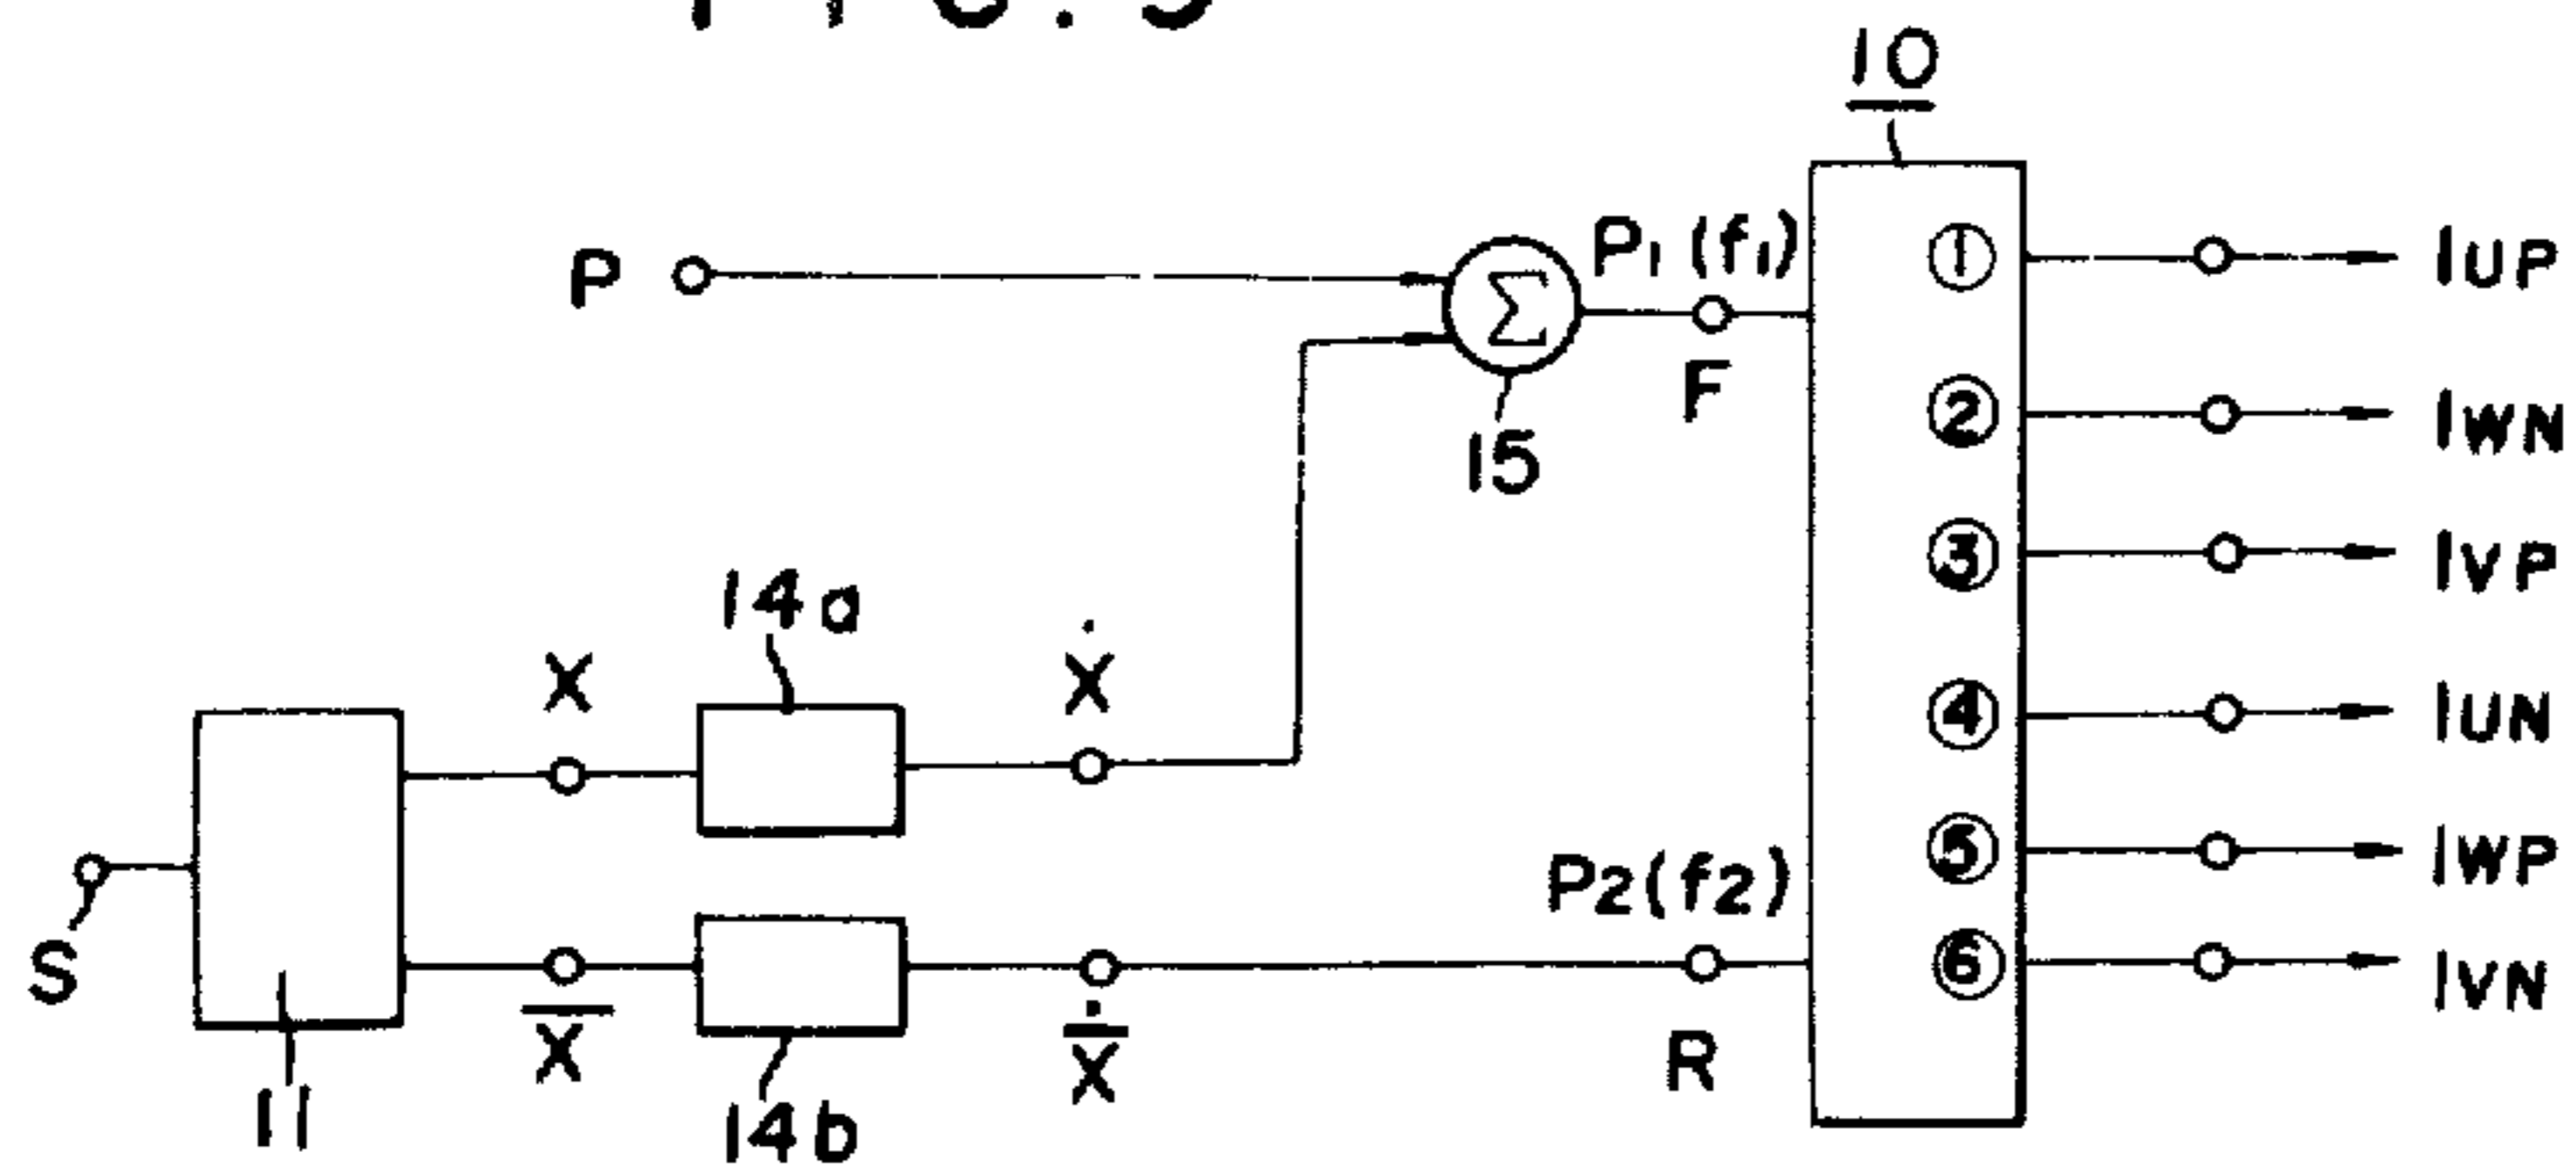 10
P
P1 (f1)
①
IUP
F
15
②
IWN
③
IVP
14a
X
Ẋ
④
IUN
P2(f2)
⑤
IWP
S
⑥
IVN
X̅
X̅̇
R
11
14b